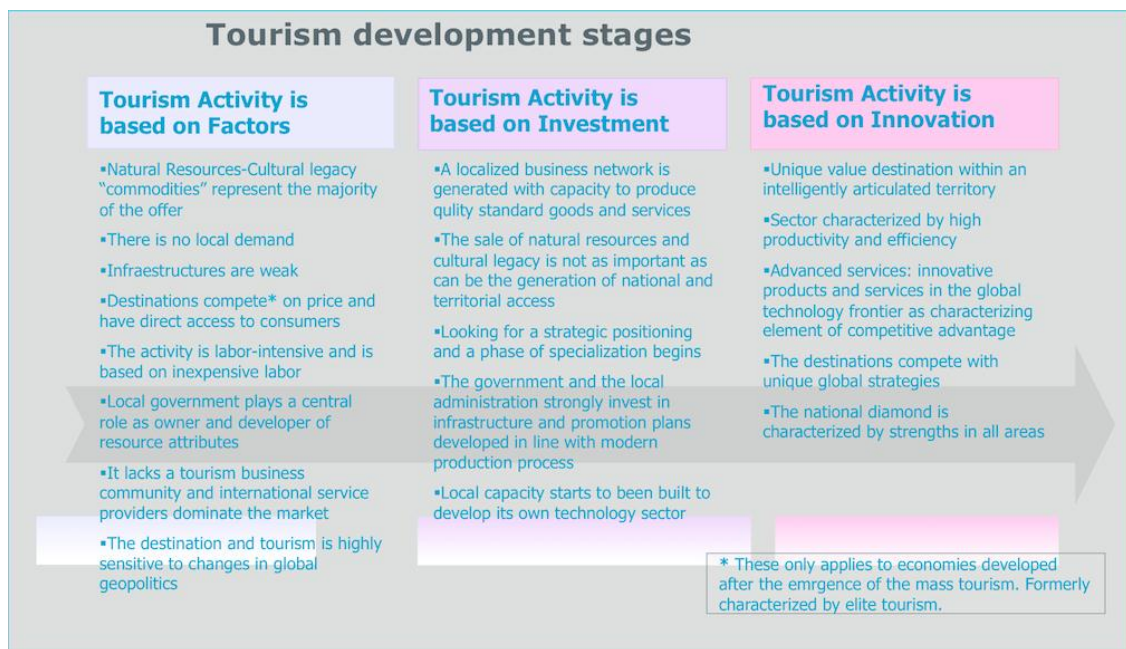 Tourism development stages
Tourism Activity is
based on Factors
▪Natural Resources-Cultural legacy
“commodities” represent the majority
of the offer
▪There is no local demand
▪Infraestructures are weak
▪Destinations compete* on price and
have direct access to consumers
▪The activity is labor-intensive and is
based on inexpensive labor
▪Local government plays a central
role as owner and developer of
resource attributes
▪It lacks a tourism business
community and international service
providers dominate the market
▪The destination and tourism is highly
sensitive to changes in global
geopolitics
Tourism Activity is
based on Investment
▪A localized business network is
generated with capacity to produce
qulity standard goods and services
▪The sale of natural resources and
cultural legacy is not as important as
can be the generation of national and
territorial access
▪Looking for a strategic positioning
and a phase of specialization begins
▪The government and the local
administration strongly invest in
infrastructure and promotion plans
developed in line with modern
production process
▪Local capacity starts to been built to
develop its own technology sector
Tourism Activity is
based on Innovation
▪Unique value destination within an
intelligently articulated territory
▪Sector characterized by high
productivity and efficiency
▪Advanced services: innovative
products and services in the global
technology frontier as characterizing
element of competitive advantage
▪The destinations compete with
unique global strategies
▪The national diamond is
characterized by strengths in all areas
* These only applies to economies developed
after the emrgence of the mass tourism. Formerly
characterized by elite tourism.